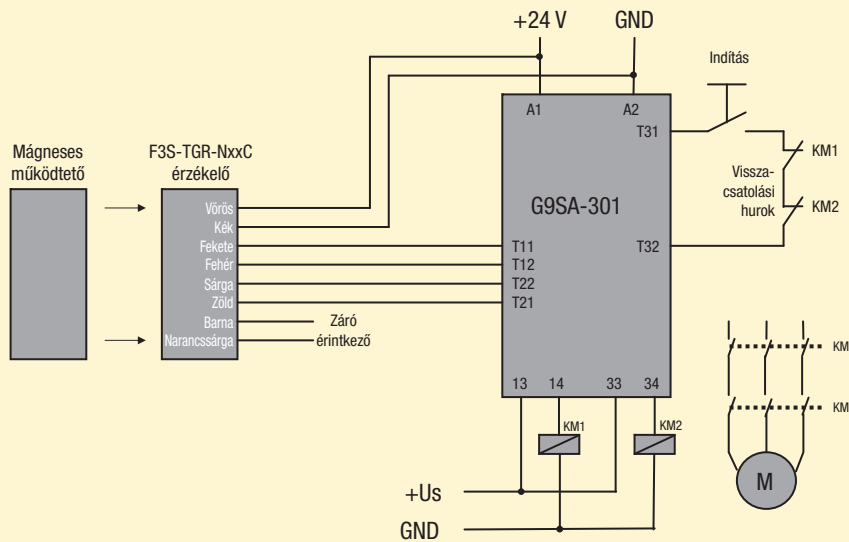 +24 V
GND
Indítás
A1
A2
T31
Mágneses
működtető
F3S-TGR-NxxC
érzékelő
KM1
Vissza-
csatolási
hurok
KM2
G9SA-301
Vörös
Kék
Fekete
T11
T32
Fehér
T12
Sárga
T22
Zöld
T21
Barna
Záró
Narancssárga
érintkező
KM
13
14
33
34
KM
KM1
KM2
M
+Us
GND